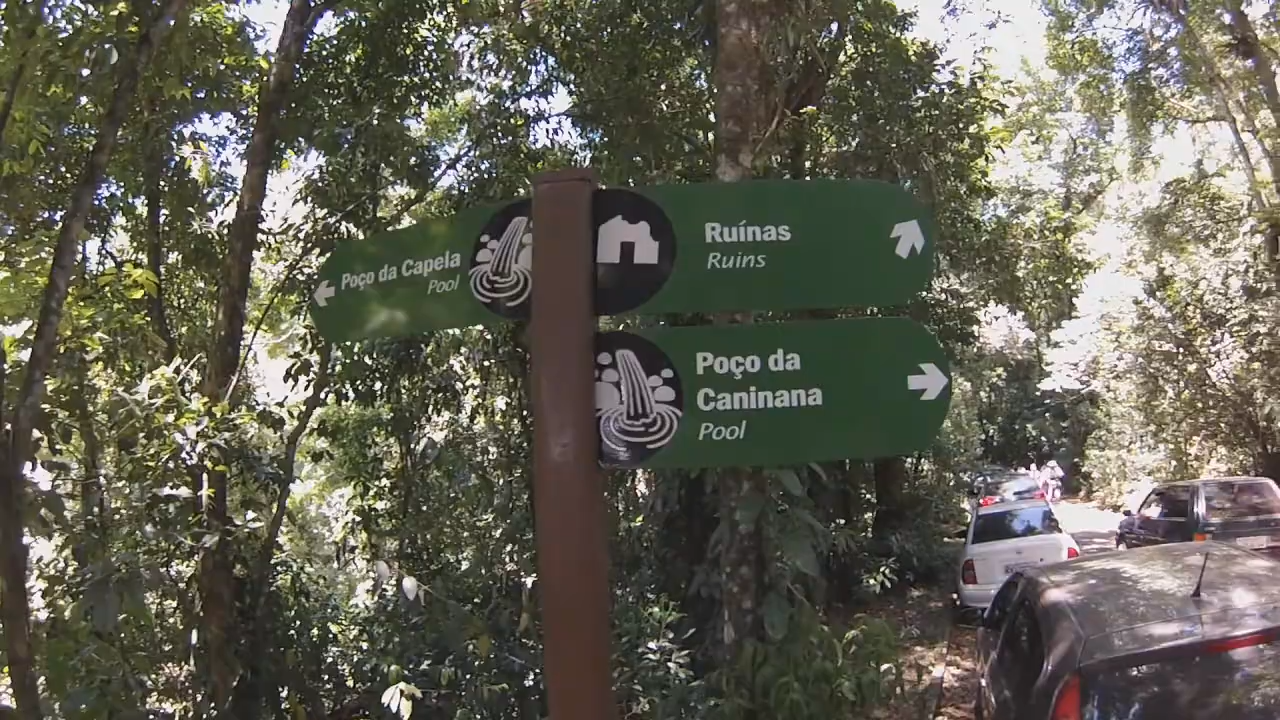 Poço da Capela
Pool
Ruínas
Ruins
Poço da
Caninana
Pool